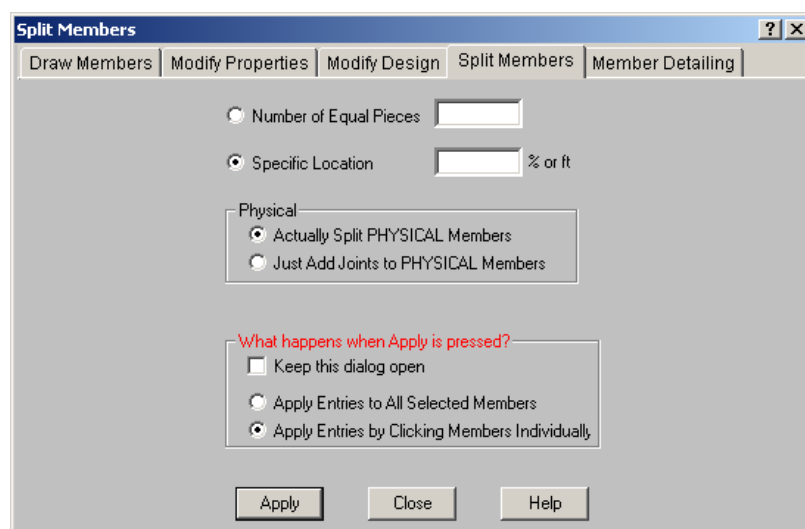 Split Members
Draw Members Modify Properties Modify Design Split Members Member Detailing
Number of Equal Pieces
Specific Location % or ft
Physical
Actually Split PHYSICAL Members
Just Add Joints to PHYSICAL Members
What happens when Apply is pressed?
Keep this dialog open
Apply Entries to All Selected Members
Apply Entries by Clicking Members Individually
Apply Close Help